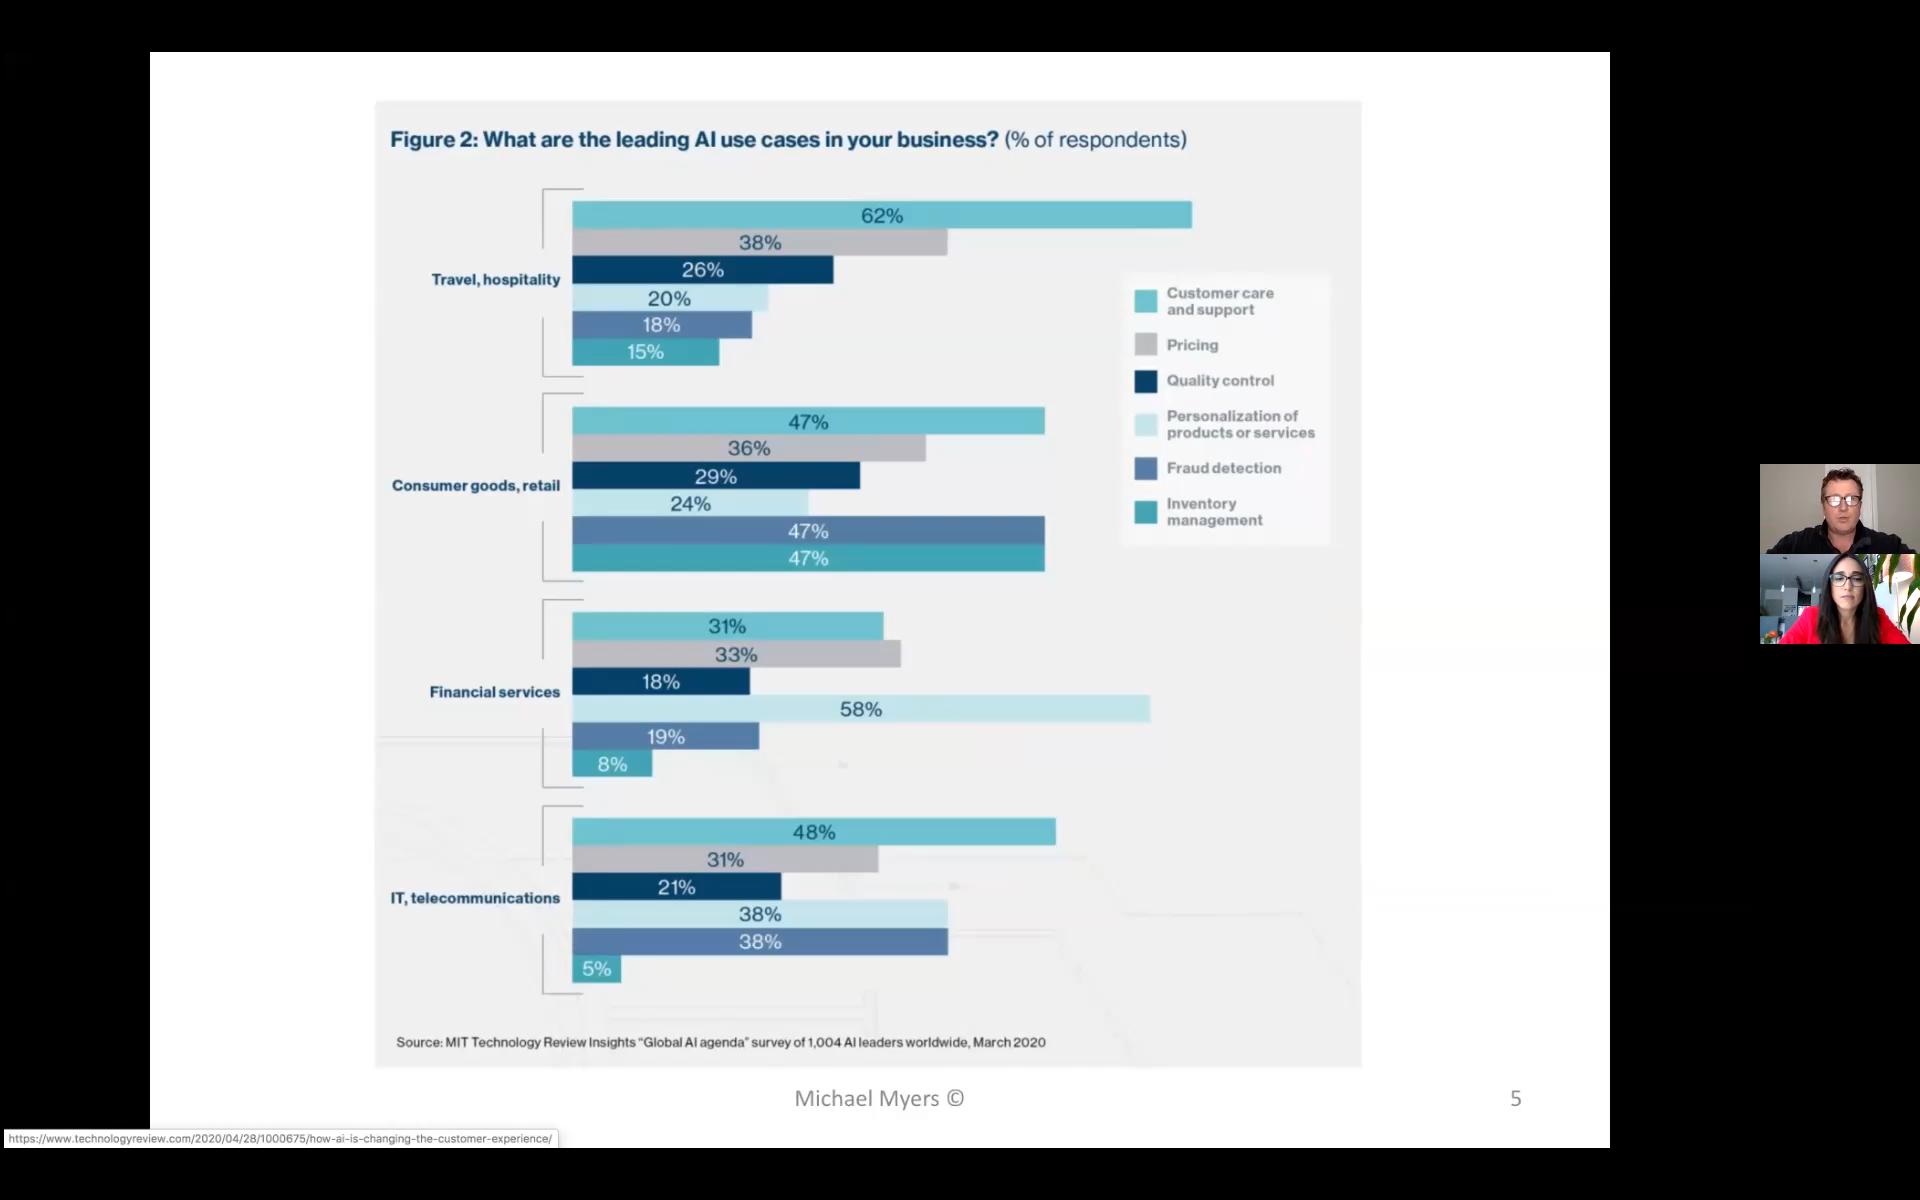 Figure 2: What are the leading AI use cases in your business? (% of respondents)
Travel, hospitality
62%
38%
26%
20%
18%
15%
Consumer goods, retail
47%
36%
29%
24%
47%
47%
Financial services
31%
33%
18%
58%
19%
8%
IT, telecommunications
48%
31%
21%
38%
38%
5%
Customer care
and support
Pricing
Quality control
Personalization of
products or services
Fraud detection
Inventory
management
Source: MIT Technology Review Insights “Global AI agenda” survey of 1,004 AI leaders worldwide, March 2020
Michael Myers ©
5
https://www.technologyreview.com/2020/04/28/1000675/how-ai-is-changing-the-customer-experience/